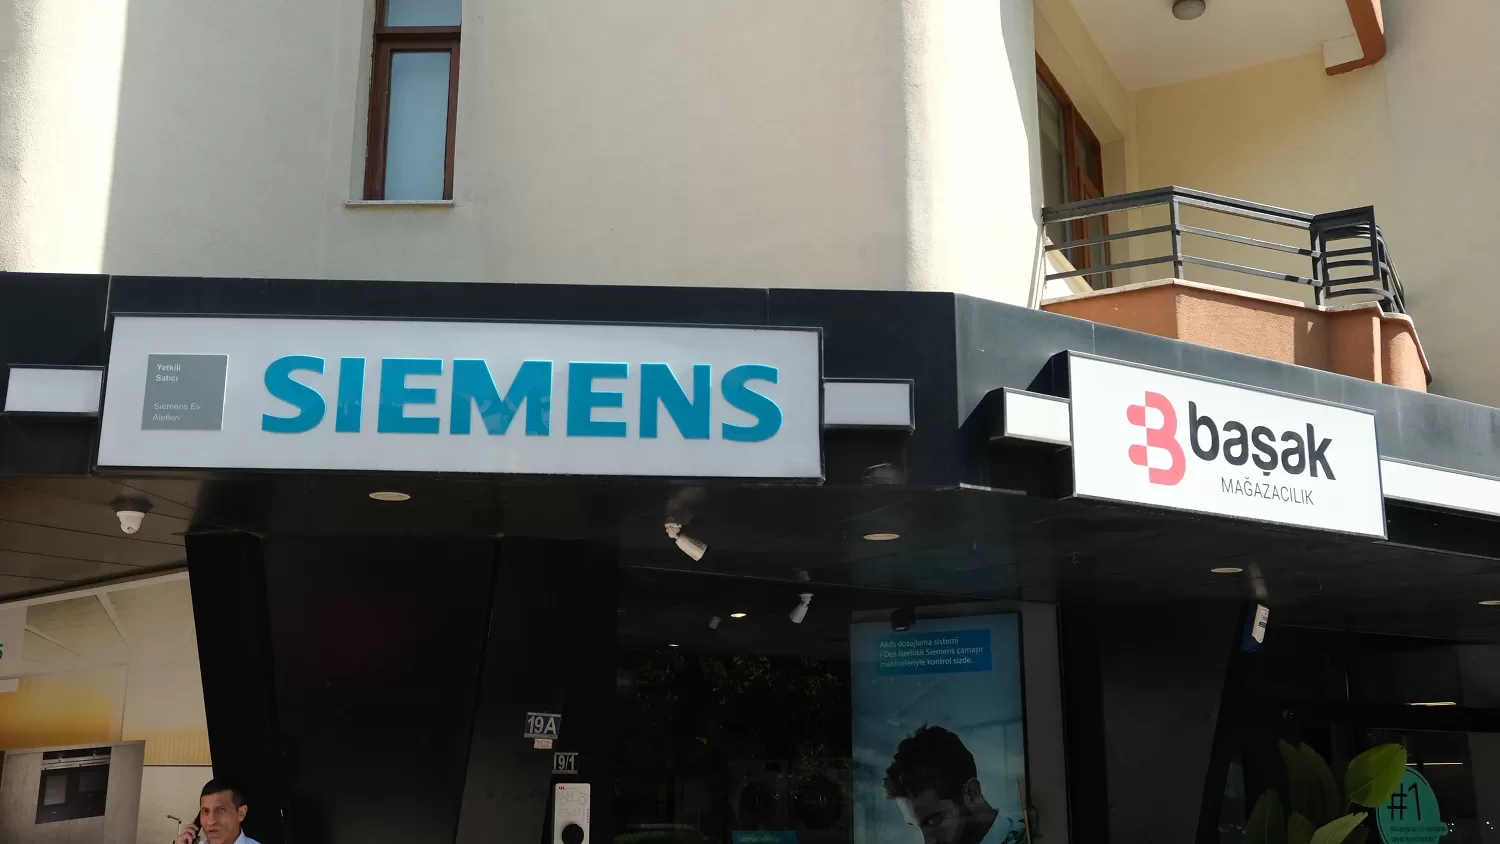 Yetkili
Satıcı
Siemens Ev
Aletleri
SIEMENS
başak
MAĞAZACILIK
Akıllı dozajlama sistemi
i-Dos özellikli Siemens çamaşır
makineleriyle kontrol sizde.
19A
19/1
#1